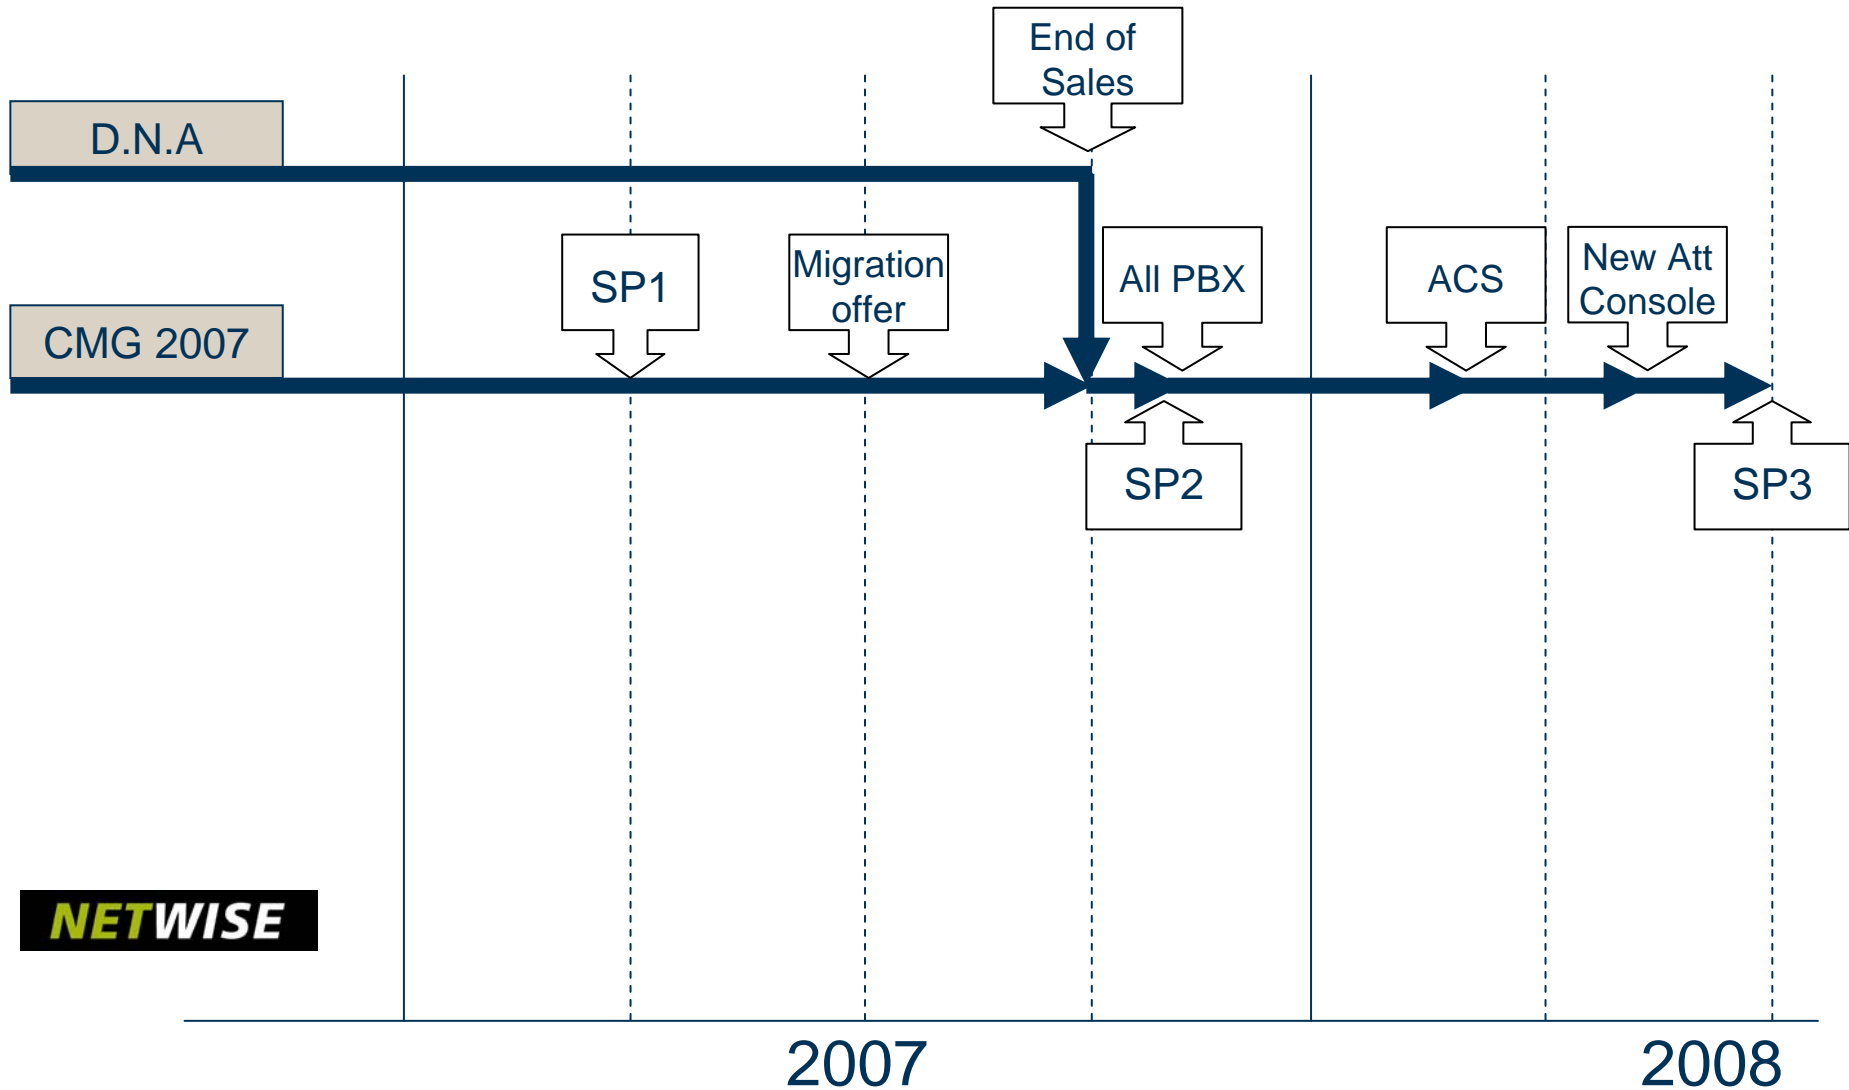 End of
Sales
D.N.A
SP1
Migration
offer
All PBX
ACS
New Att
Console
CMG 2007
SP2
SP3
NETWISE
2007
2008